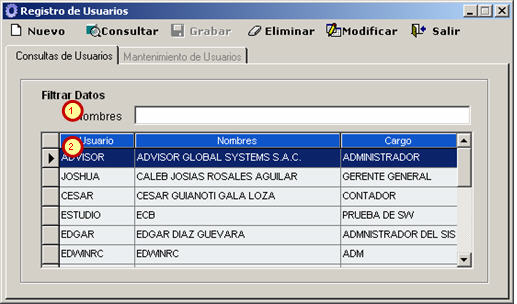 Registro de Usuarios
Nuevo Consultar Grabar Eliminar Modificar Salir
Consultas de Usuarios Mantenimiento de Usuarios
Filtrar Datos
1 Nombres
2 Usuario Nombres Cargo
ADVISOR ADVISOR GLOBAL SYSTEMS S.A.C. ADMINISTRADOR
JOSHUA CALEB JOSIAS ROSALES AGUILAR GERENTE GENERAL
CESAR CESAR GUIANOTI GALA LOZA CONTADOR
ESTUDIO ECB PRUEBA DE SW
EDGAR EDGAR DIAZ GUEVARA ADMNISTRADOR DEL SIS
EDWINRC EDWINRC ADM